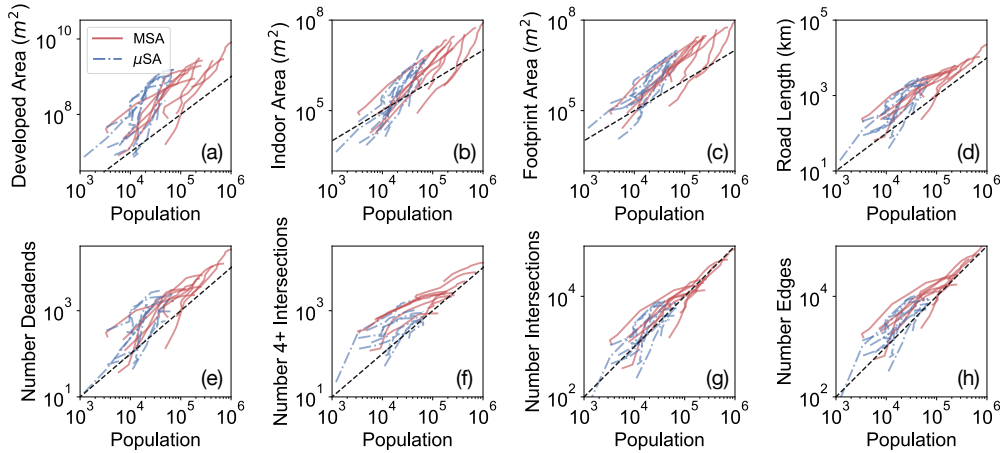 Developed Area (m²)
10¹⁰
10⁸
MSA
μSA
(a)
10³ 10⁴ 10⁵ 10⁶
Population
Indoor Area (m²)
10⁸
10⁵
(b)
10³ 10⁴ 10⁵ 10⁶
Population
Footprint Area (m²)
10⁸
10⁵
(c)
10³ 10⁴ 10⁵ 10⁶
Population
Road Length (km)
10⁵
10³
10¹
(d)
10³ 10⁴ 10⁵ 10⁶
Population
Number Deadends
10³
10¹
(e)
10³ 10⁴ 10⁵ 10⁶
Population
Number 4+ Intersections
10³
10¹
(f)
10³ 10⁴ 10⁵ 10⁶
Population
Number Intersections
10⁴
10²
(g)
10³ 10⁴ 10⁵ 10⁶
Population
Number Edges
10⁴
10²
(h)
10³ 10⁴ 10⁵ 10⁶
Population